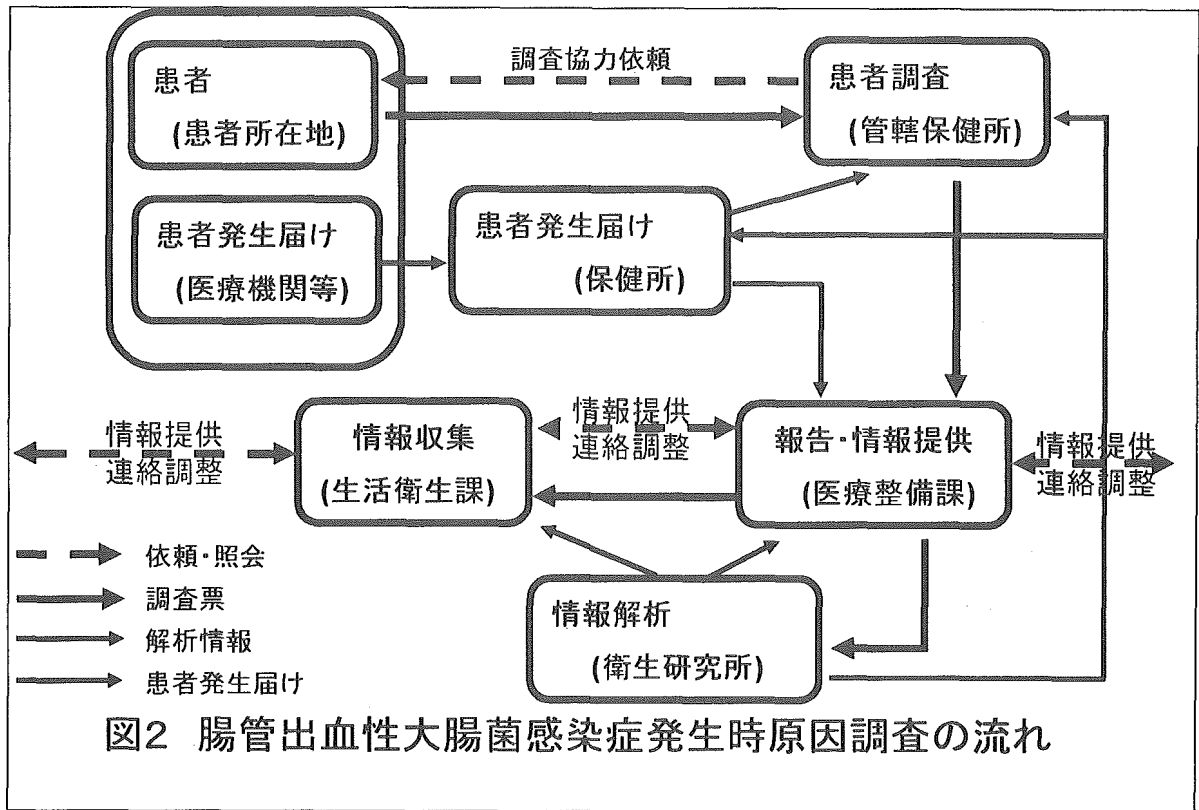 調査協力依頼
患者
(患者所在地)
患者調査
(管轄保健所)
患者発生届け
(医療機関等)
患者発生届け
(保健所)
情報提供
連絡調整
情報収集
(生活衛生課)
情報提供
連絡調整
報告・情報提供
(医療整備課)
情報提供
連絡調整
情報解析
(衛生研究所)
依頼・照会
調査票
解析情報
患者発生届け
図2 腸管出血性大腸菌感染症発生時原因調査の流れ